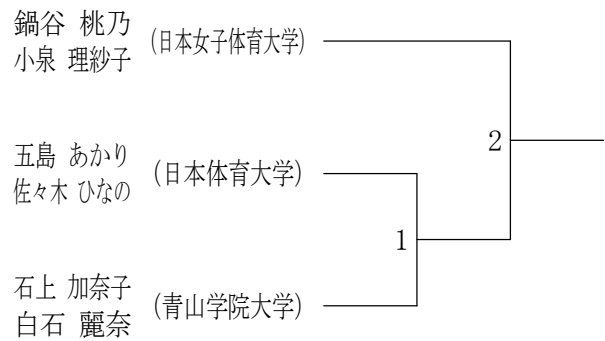 鍋谷 桃乃
小泉 理紗子
(日本女子体育大学)
2
五島 あかり
佐々木 ひなの
(日本体育大学)
1
石上 加奈子
白石 麗奈
(青山学院大学)